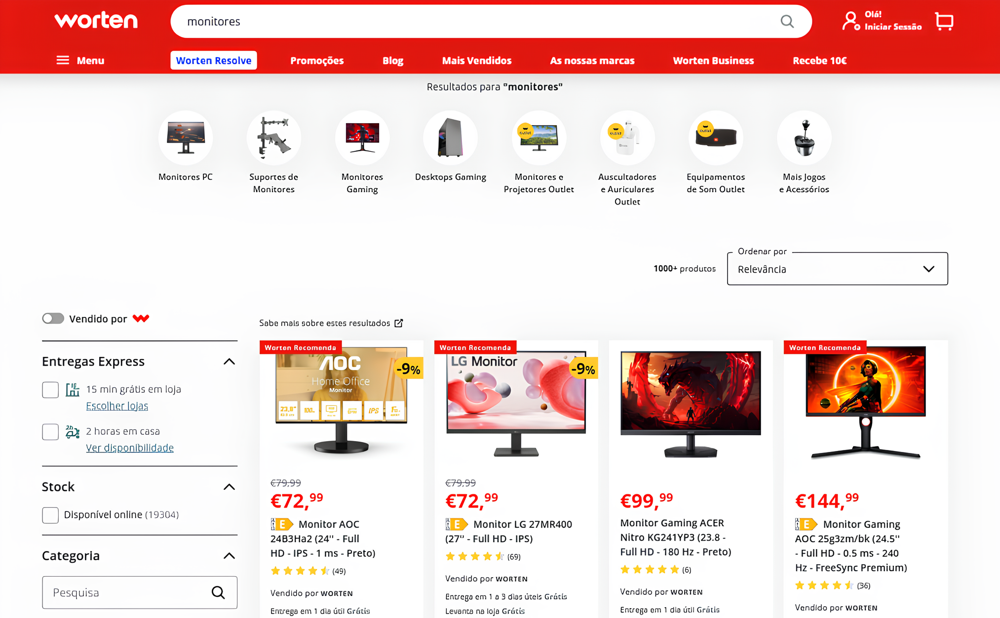 worten
monitores
Olá!
Iniciar Sessão
Menu
Worten Resolve
Promoções
Blog
Mais Vendidos
As nossas marcas
Worten Business
Recebe 10€
Resultados para "monitores"
Monitores PC
Suportes de
Monitores
Monitores
Gaming
Desktops Gaming
OUTLET
Monitores e
Projetores Outlet
OUTLET
Auscultadores
e Auriculares
Outlet
OUTLET
Equipamentos
de Som Outlet
Mais Jogos
e Acessórios
1000+ produtos
Ordenar por
Relevância
Vendido por
Entregas Express
15 min grátis em loja
Escolher lojas
2h
2 horas em casa
Ver disponibilidade
Stock
Disponível online (19304)
Categoria
Pesquisa
Sabe mais sobre estes resultados
Worten Recomenda
AOC
Home Office
Monitor
23.8"
IPS
-9%
€79,99
€72,99
E Monitor AOC
24B3Ha2 (24'' - Full
HD - IPS - 1 ms - Preto)
(49)
Vendido por WORTEN
Entrega em 1 dia útil Grátis
Worten Recomenda
LG Monitor
-9%
€79,99
€72,99
E Monitor LG 27MR400
(27'' - Full HD - IPS)
(69)
Vendido por WORTEN
Entrega em 1 a 3 dias úteis Grátis
Levanta na loja Grátis
€99,99
Monitor Gaming ACER
Nitro KG241YP3 (23.8 -
Full HD - 180 Hz - Preto)
(6)
Vendido por WORTEN
Entrega em 1 dia útil Grátis
Worten Recomenda
€144,99
E Monitor Gaming
AOC 25g3zm/bk (24.5''
- Full HD - 0.5 ms - 240
Hz - FreeSync Premium)
(36)
Vendido por WORTEN